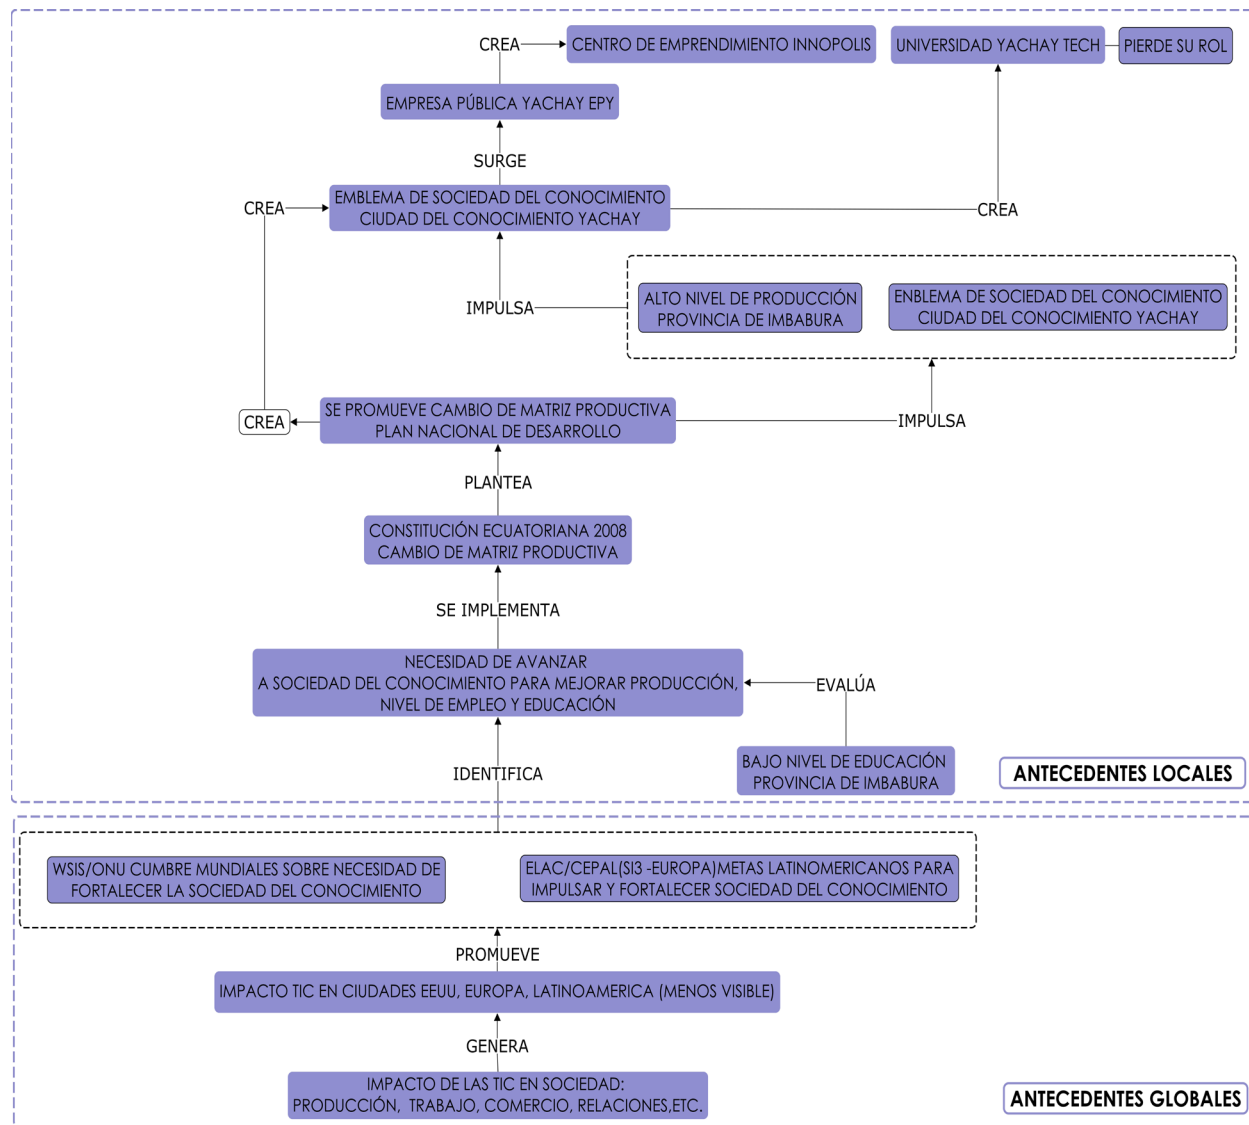 CREA
CENTRO DE EMPRENDIMIENTO INNOPOLIS
UNIVERSIDAD YACHAY TECH
PIERDE SU ROL
EMPRESA PÚBLICA YACHAY EPY
SURGE
CREA
EMBLEMA DE SOCIEDAD DEL CONOCIMIENTO
CIUDAD DEL CONOCIMIENTO YACHAY
CREA
IMPULSA
ALTO NIVEL DE PRODUCCIÓN
PROVINCIA DE IMBABURA
ENBLEMA DE SOCIEDAD DEL CONOCIMIENTO
CIUDAD DEL CONOCIMIENTO YACHAY
CREA
SE PROMUEVE CAMBIO DE MATRIZ PRODUCTIVA
PLAN NACIONAL DE DESARROLLO
IMPULSA
PLANTEA
CONSTITUCIÓN ECUATORIANA 2008
CAMBIO DE MATRIZ PRODUCTIVA
SE IMPLEMENTA
NECESIDAD DE AVANZAR
A SOCIEDAD DEL CONOCIMIENTO PARA MEJORAR PRODUCCIÓN,
NIVEL DE EMPLEO Y EDUCACIÓN
EVALÚA
BAJO NIVEL DE EDUCACIÓN
PROVINCIA DE IMBABURA
IDENTIFICA
ANTECEDENTES LOCALES
WSIS/ONU CUMBRE MUNDIALES SOBRE NECESIDAD DE
FORTALECER LA SOCIEDAD DEL CONOCIMIENTO
ELAC/CEPAL(SI3 -EUROPA)METAS LATINOMERICANOS PARA
IMPULSAR Y FORTALECER SOCIEDAD DEL CONOCIMIENTO
PROMUEVE
IMPACTO TIC EN CIUDADES EEUU, EUROPA, LATINOAMERICA (MENOS VISIBLE)
GENERA
IMPACTO DE LAS TIC EN SOCIEDAD:
PRODUCCIÓN, TRABAJO, COMERCIO, RELACIONES,ETC.
ANTECEDENTES GLOBALES